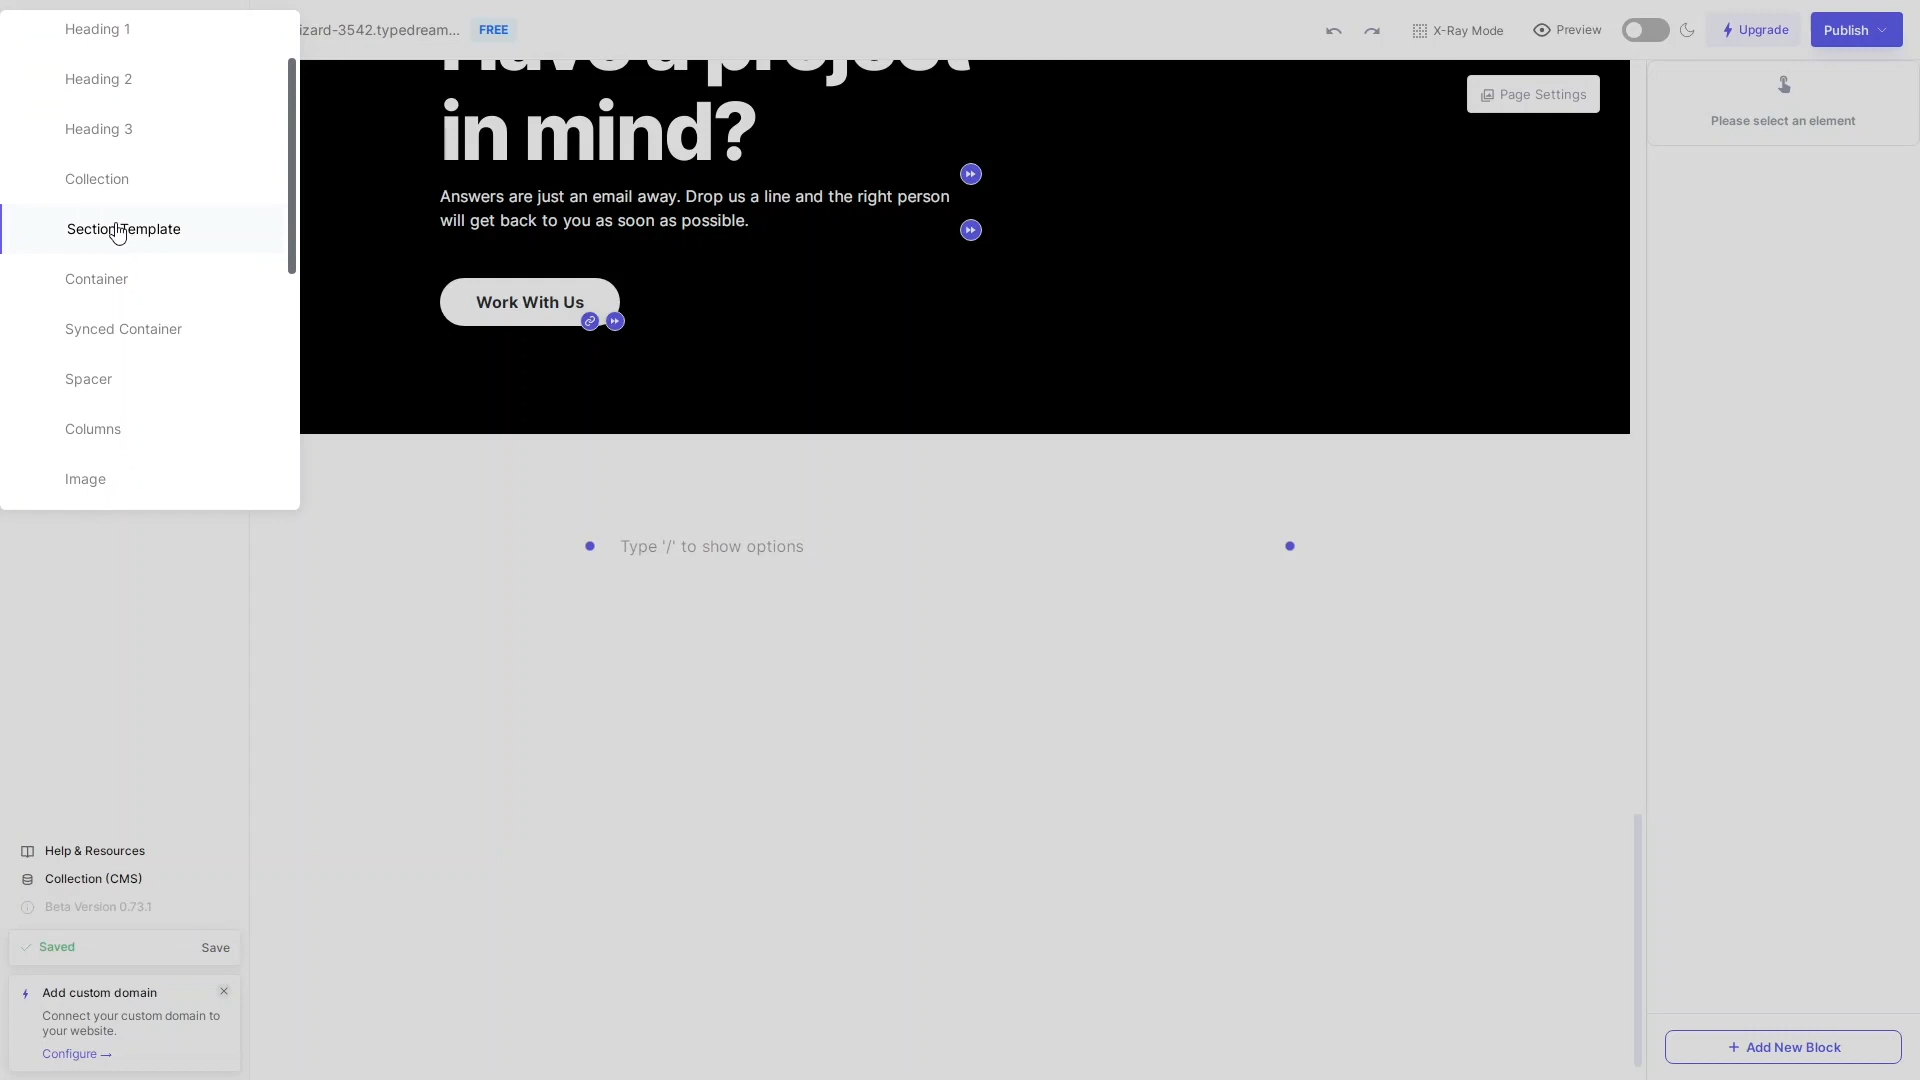 Heading 1
Heading 2
Heading 3
Collection
Section Template
Container
Synced Container
Spacer
Columns
Image
izard-3542.typedream...
FREE
X-Ray Mode
Preview
Upgrade
Publish
Have a project
in mind?
Answers are just an email away. Drop us a line and the right person
will get back to you as soon as possible.
Work With Us
Page Settings
Please select an element
Type '/' to show options
Help & Resources
Collection (CMS)
Beta Version 0.73.1
Saved
Save
Add custom domain
Connect your custom domain to
your website.
Configure →
+ Add New Block